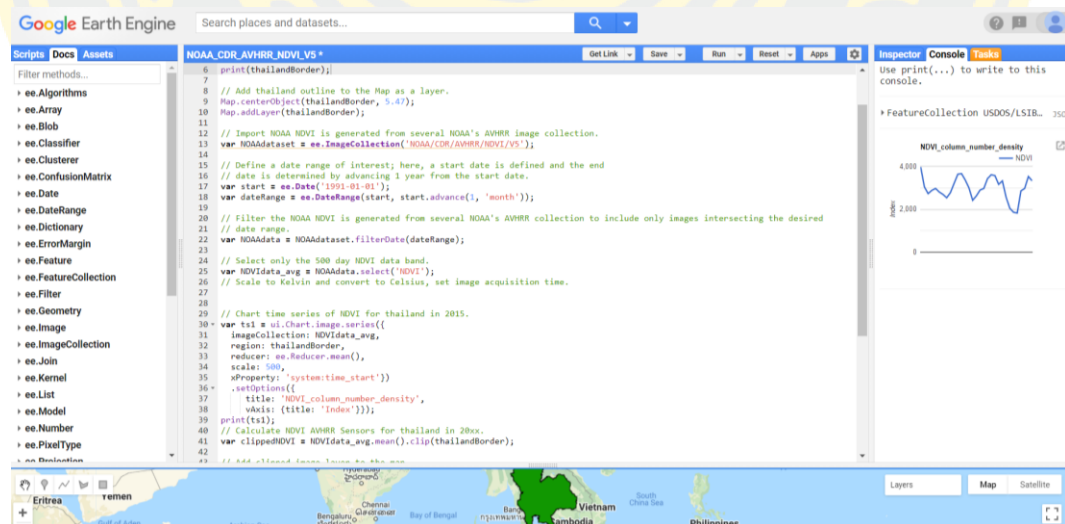 Google Earth Engine
Search places and datasets...
Scripts Docs Assets
NOAA_CDR_AVHRR_NDVI_V5 *
Get Link Save Run Reset Apps
Inspector Console Tasks
Filter methods...
ee.Algorithms
ee.Array
ee.Blob
ee.Classifier
ee.Clusterer
ee.ConfusionMatrix
ee.Date
ee.DateRange
ee.Dictionary
ee.ErrorMargin
ee.Feature
ee.FeatureCollection
ee.Filter
ee.Geometry
ee.Image
ee.ImageCollection
ee.Join
ee.Kernel
ee.List
ee.Model
ee.Number
ee.PixelType
ee.Projection
6 print(thailandBorder);
7
8 // Add thailand outline to the Map as a layer.
9 Map.centerObject(thailandBorder, 5.47);
10 Map.addLayer(thailandBorder);
11
12 // Import NOAA NDVI is generated from several NOAA's AVHRR image collection.
13 var NOAAdataset = ee.ImageCollection('NOAA/CDR/AVHRR/NDVI/V5');
14
15 // Define a date range of interest; here, a start date is defined and the end
16 // date is determined by advancing 1 year from the start date.
17 var start = ee.Date('1991-01-01');
18 var dateRange = ee.DateRange(start, start.advance(1, 'month'));
19
20 // Filter the NOAA NDVI is generated from several NOAA's AVHRR collection to include only images intersecting the desired
21 // date range.
22 var NOAAdata = NOAAdataset.filterDate(dateRange);
23
24 // Select only the 500 day NDVI data band.
25 var NDVIdata_avg = NOAAdata.select('NDVI');
26 // Scale to Kelvin and convert to Celsius, set image acquisition time.
27
28
29 // Chart time series of NDVI for thailand in 2015.
30 var ts1 = ui.Chart.image.series({
31 imageCollection: NDVIdata_avg,
32 region: thailandBorder,
33 reducer: ee.Reducer.mean(),
34 scale: 500,
35 xProperty: 'system:time_start'})
36 .setOptions({
37 title: 'NDVI_column_number_density',
38 vAxis: {title: 'Index'}});
39 print(ts1);
40 // Calculate NDVI AVHRR Sensors for thailand in 20xx.
41 var clippedNDVI = NDVIdata_avg.mean().clip(thailandBorder);
42
43 // Add clipped image layer to the map
Use print(...) to write to this
console.
FeatureCollection USDOS/LSIB… JSO
NDVI_column_number_density
NDVI
4,000
2,000
0
Index
Eritrea
Yemen
Gulf of Aden
Chennai
Bengaluru
Bay of Bengal
Vietnam
Cambodia
South
China Sea
Philippines
Layers
Map Satellite